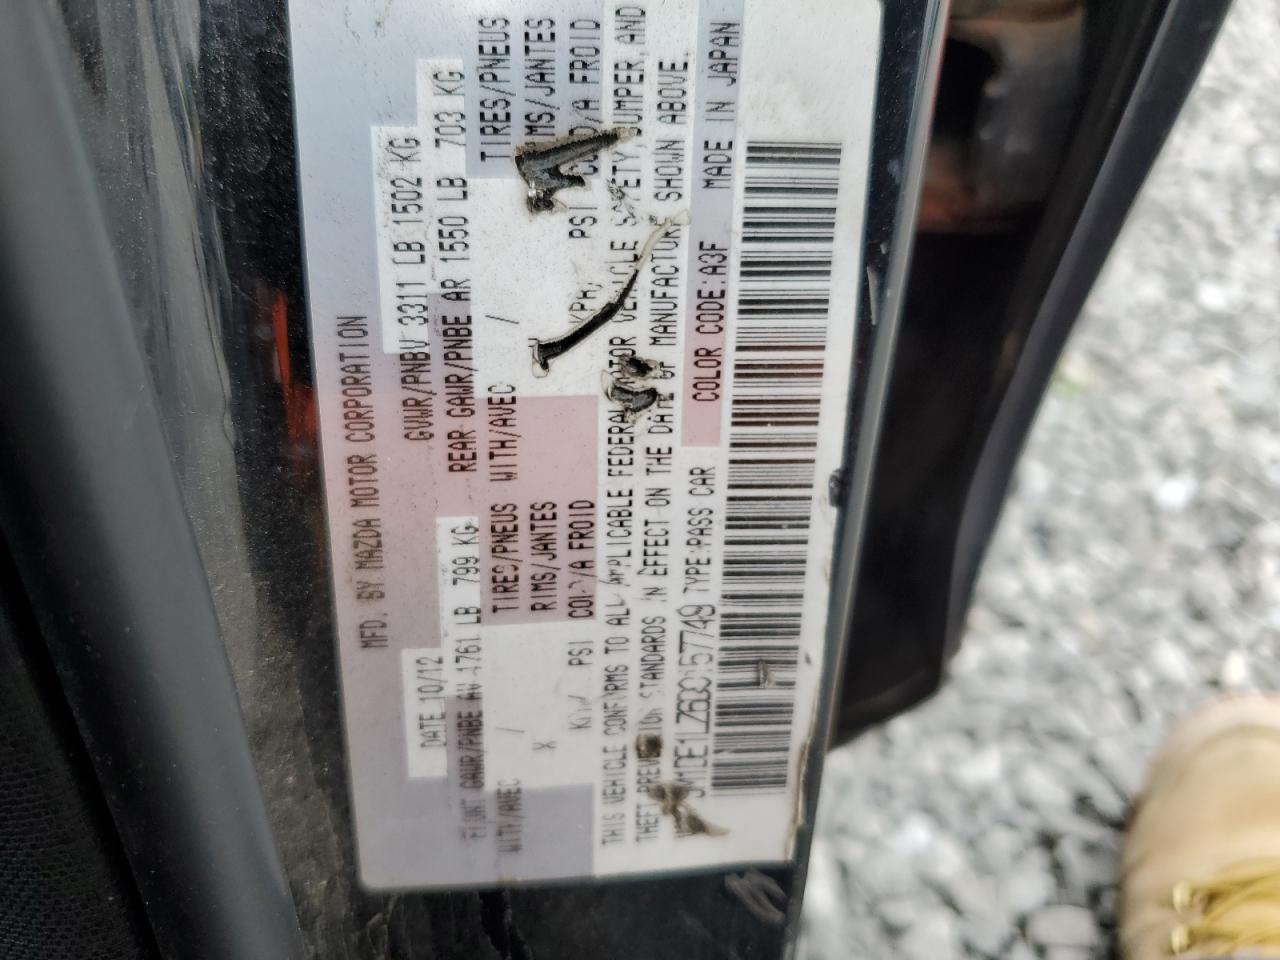 MFD. BY MAZDA MOTOR CORPORATION
DATE 10/12 GVWR/PNBV 3311 LB 1502 KG
GAWR/PNBE AV 1761 LB 799 KG REAR GAWR/PNBE AR 1550 LB 703 KG
WITH/AVEC / TIRES/PNEUS WITH/AVEC / TIRES/PNEUS
X RIMS/JANTES RIMS/JANTES
PSI COLD/A FROID KPA, PSI /A FROID
THIS VEHICLE CONFORMS TO ALL APPLICABLE FEDERAL MOTOR VEHICLE SAFETY, BUMPER, AND
THEFT PREVENTION STANDARDS IN EFFECT ON THE DATE OF MANUFACTURE SHOWN ABOVE.
TYPE:PASS CAR COLOR CODE:A3F MADE IN JAPAN